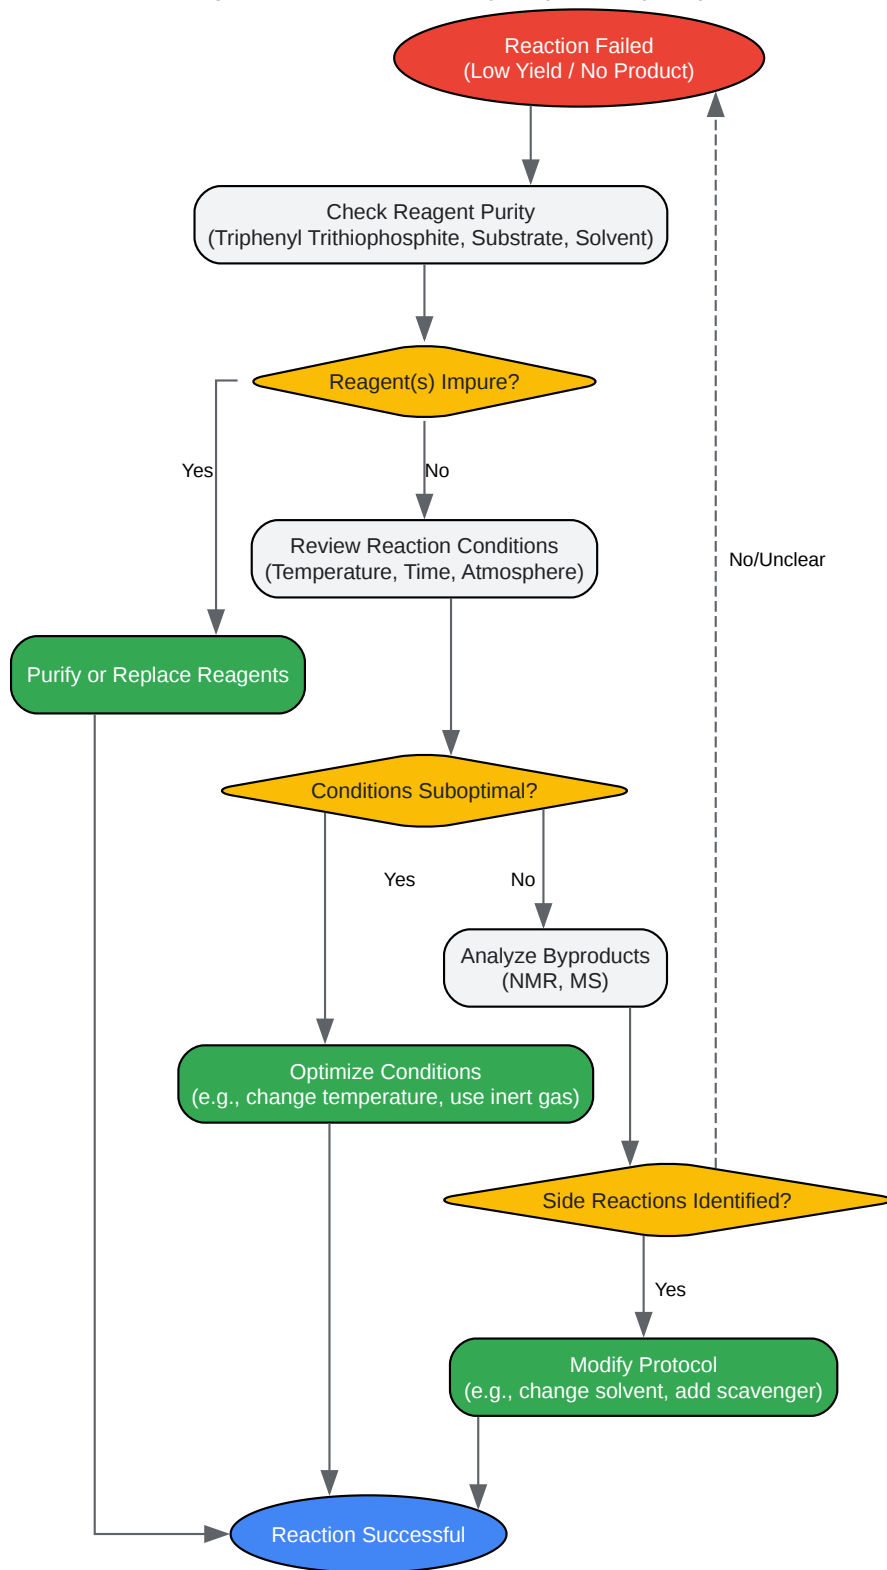 Reaction Failed
(Low Yield / No Product)
Check Reagent Purity
(Triphenyl Trithiophosphite, Substrate, Solvent)
Reagent(s) Impure?
Yes
No
Review Reaction Conditions
(Temperature, Time, Atmosphere)
No/Unclear
Purify or Replace Reagents
Conditions Suboptimal?
Yes
No
Analyze Byproducts
(NMR, MS)
Optimize Conditions
(e.g., change temperature, use inert gas)
Side Reactions Identified?
Yes
Modify Protocol
(e.g., change solvent, add scavenger)
Reaction Successful